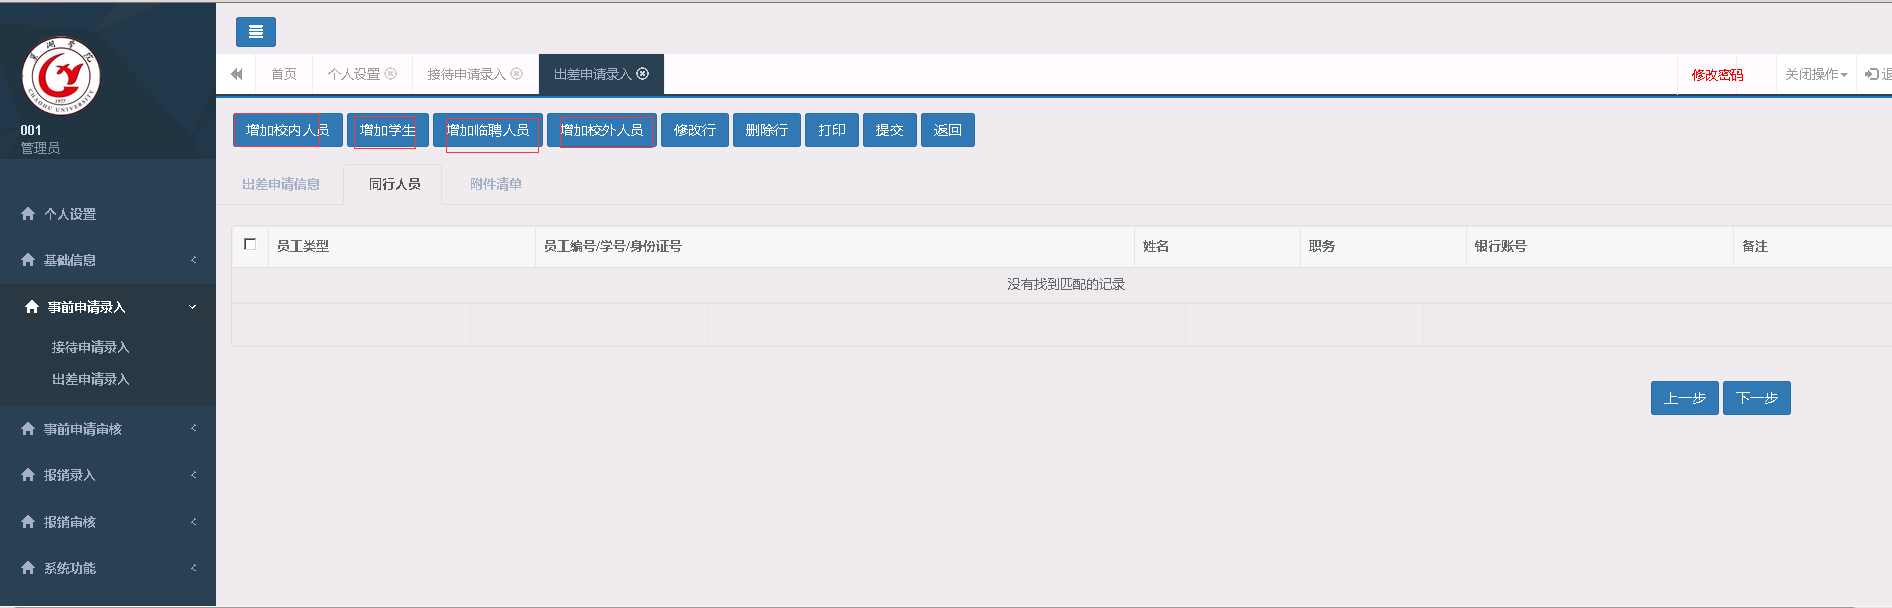 巢湖学院
1977
CHAOHU UNIVERSITY
001
管理员
个人设置
基础信息
事前申请录入
接待申请录入
出差申请录入
事前申请审核
报销录入
报销审核
系统功能
首页 个人设置 接待申请录入 出差申请录入 修改密码 关闭操作 退
增加校内人员 增加学生 增加临聘人员 增加校外人员 修改行 删除行 打印 提交 返回
出差申请信息 同行人员 附件清单
员工类型 员工编号/学号/身份证号 姓名 职务 银行账号 备注
没有找到匹配的记录
上一步 下一步